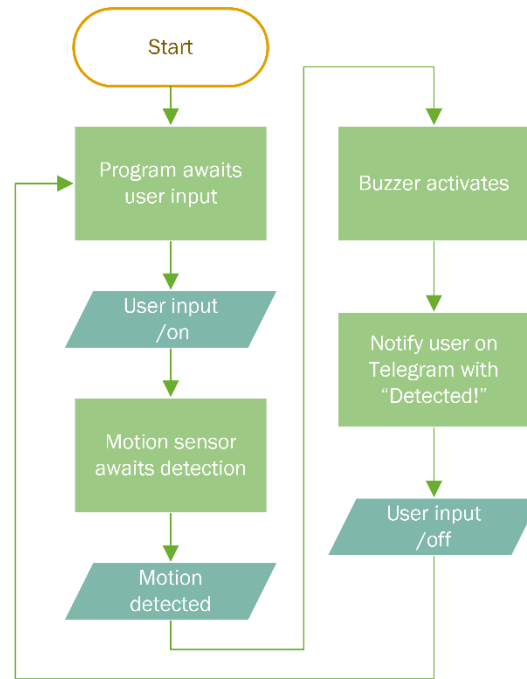 Start
Program awaits
user input
User input
/on
Motion sensor
awaits detection
Motion
detected
Buzzer activates
Notify user on
Telegram with
“Detected!”
User input
/off